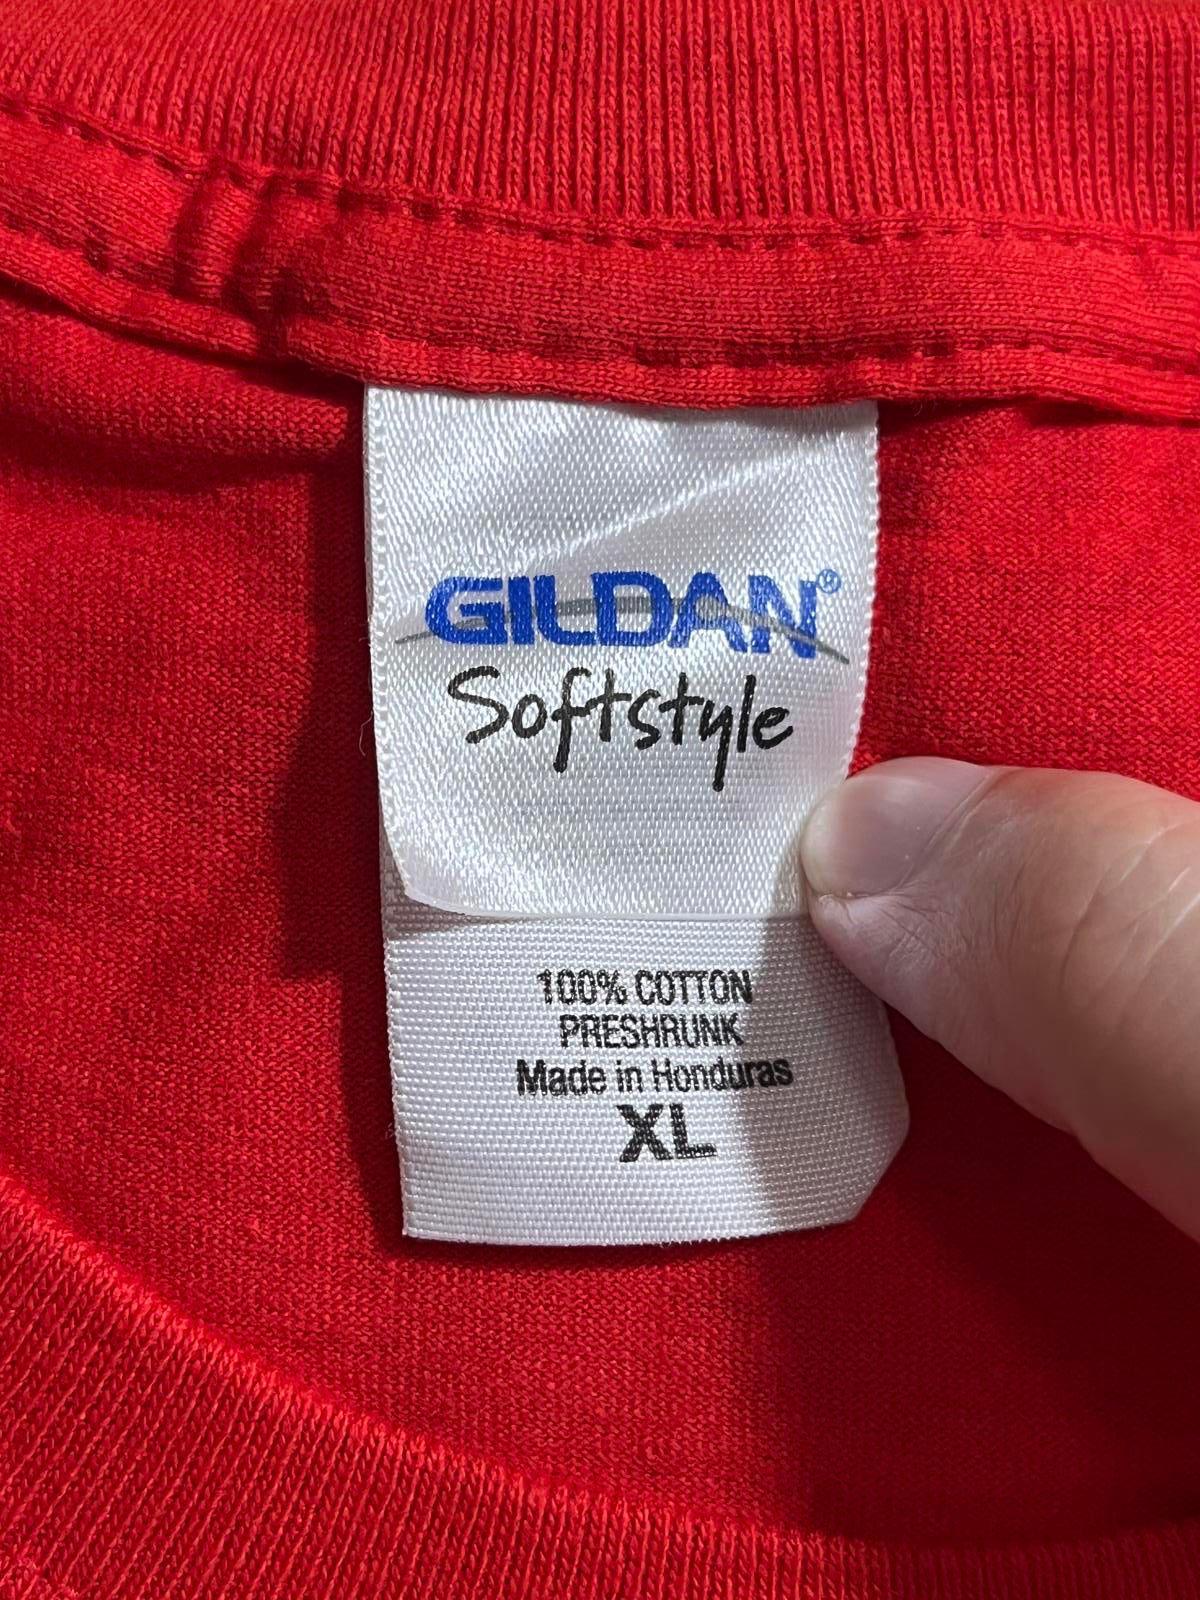 GILDAN®
Softstyle
100% COTTON
PRESHRUNK
Made in Honduras
XL